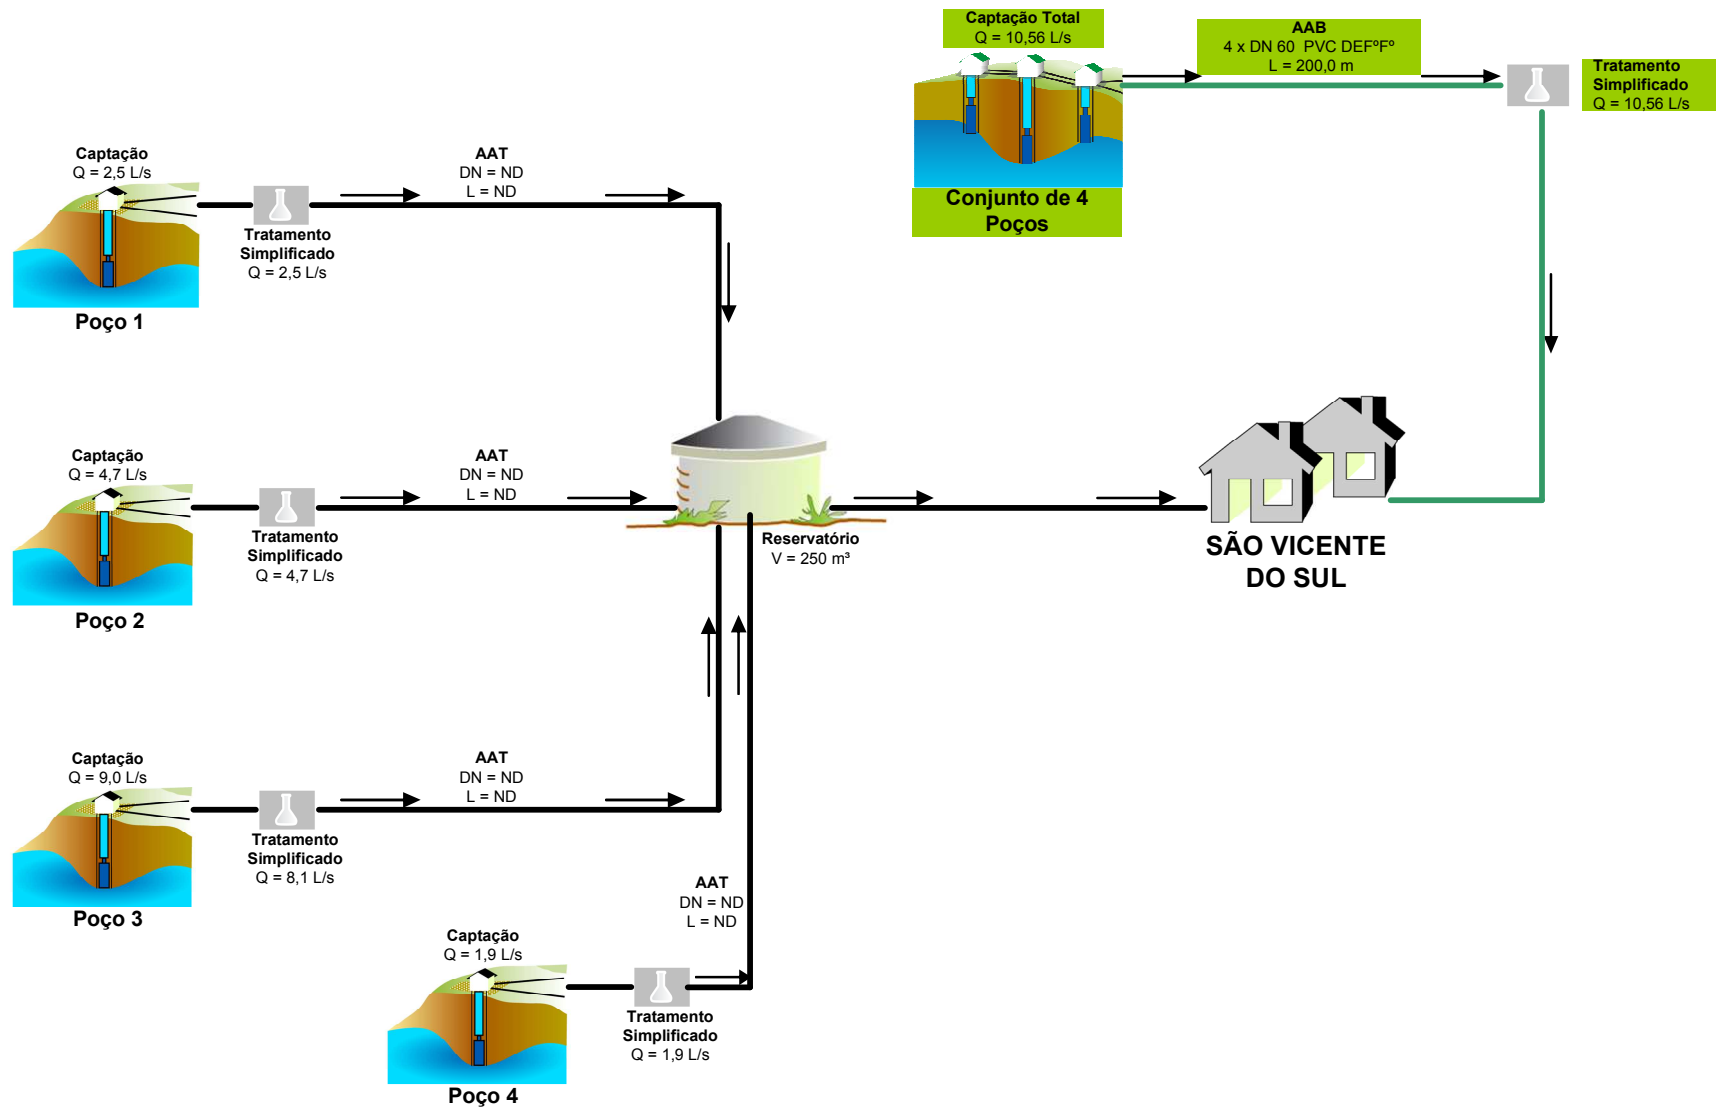 Captação Total
Q = 10,56 L/s
AAB
4 x DN 60  PVC DEFºFº
L = 200,0 m
Tratamento
Simplificado
Q = 10,56 L/s
Conjunto de 4
Poços
Captação
Q = 2,5 L/s
AAT
DN = ND
L = ND
Tratamento
Simplificado
Q = 2,5 L/s
Poço 1
Captação
Q = 4,7 L/s
AAT
DN = ND
L = ND
Tratamento
Simplificado
Q = 4,7 L/s
Poço 2
Reservatório
V = 250 m³
SÃO VICENTE
DO SUL
Captação
Q = 9,0 L/s
AAT
DN = ND
L = ND
Tratamento
Simplificado
Q = 8,1 L/s
Poço 3
AAT
DN = ND
L = ND
Captação
Q = 1,9 L/s
Tratamento
Simplificado
Q = 1,9 L/s
Poço 4